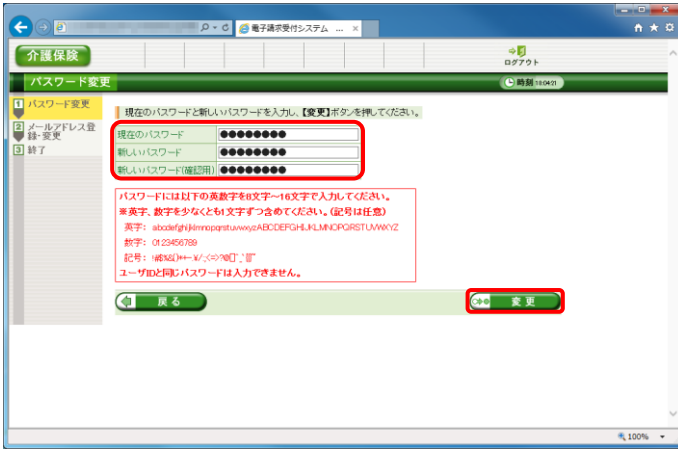 電子請求受付システム ...
介護保険
ログアウト
パスワード変更
時刻 18:04:21
1 パスワード変更
2 メールアドレス登録・変更
3 終了
現在のパスワードと新しいパスワードを入力し、【変更】ボタンを押してください。
現在のパスワード ●●●●●●●●
新しいパスワード ●●●●●●●●
新しいパスワード(確認用) ●●●●●●●●
パスワードには以下の英数字を8文字～16文字で入力してください。
※英字、数字を少なくとも1文字ずつ含めてください。(記号は任意)
英字: abcdefghijklmnopqrstuvwxyzABCDEFGHIJKLMNOPQRSTUVWXYZ
数字: 0123456789
記号:
ユーザIDと同じパスワードは入力できません。
戻る
変更
100%